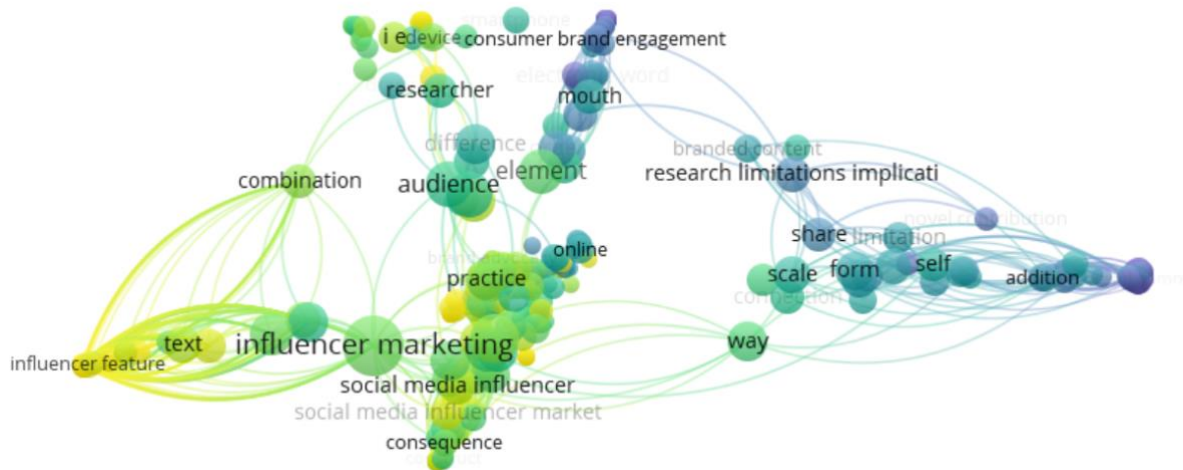 smartphone
i e
device
consumer brand engagement
electronic word
researcher
mouth
difference
branded content
element
research limitations implicati
combination
audience
novel contribution
share
limitation
online
practice
scale
form
self
addition
connection
influencer marketing
text
way
influencer feature
social media influencer
social media influencer market
consequence